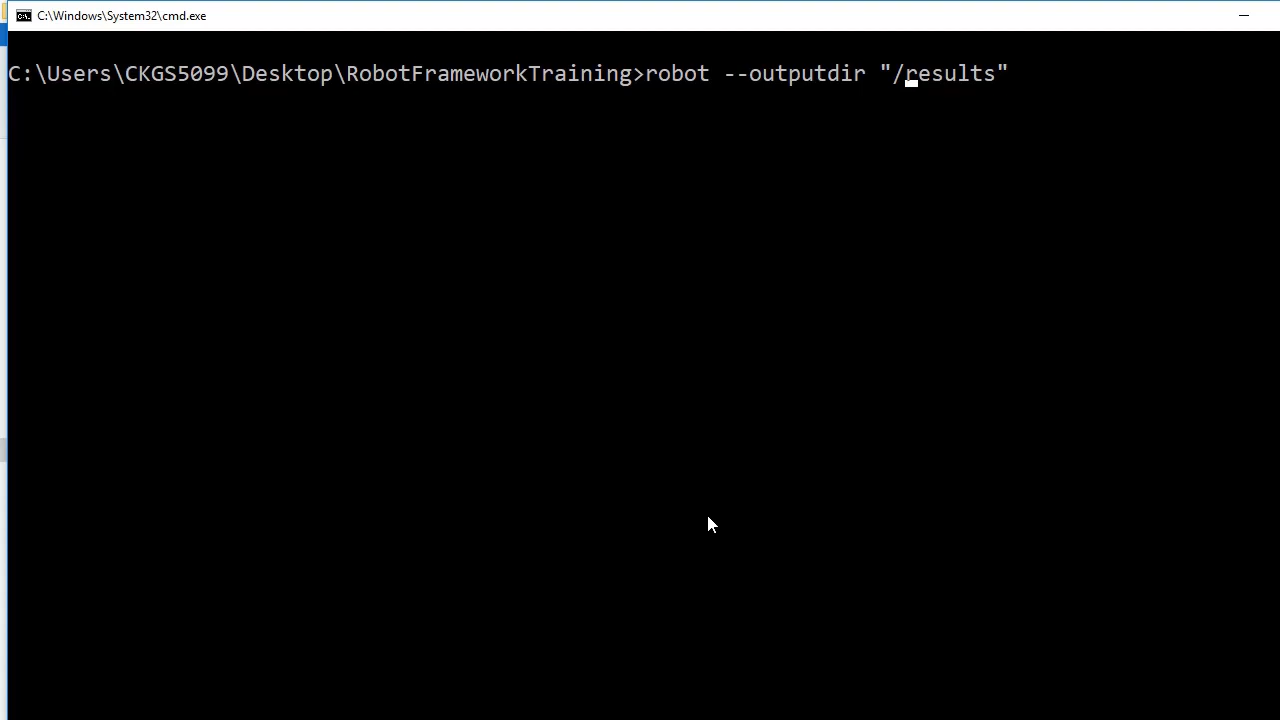 C:\Windows\System32\cmd.exe
C:\Users\CKGS5099\Desktop\RobotFrameworkTraining>robot --outputdir "/results"